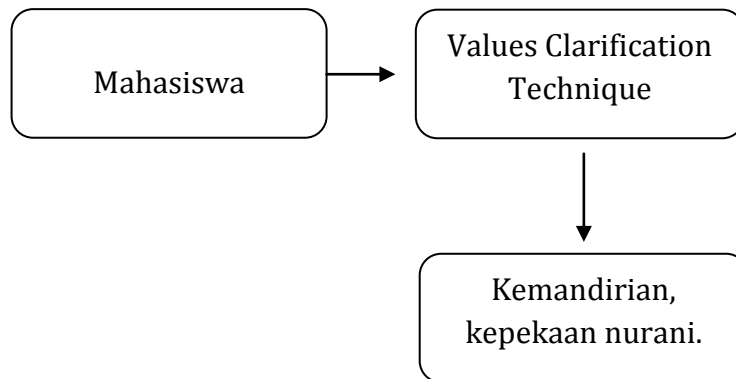 Mahasiswa
Values Clarification
Technique
Kemandirian,
kepekaan nurani.